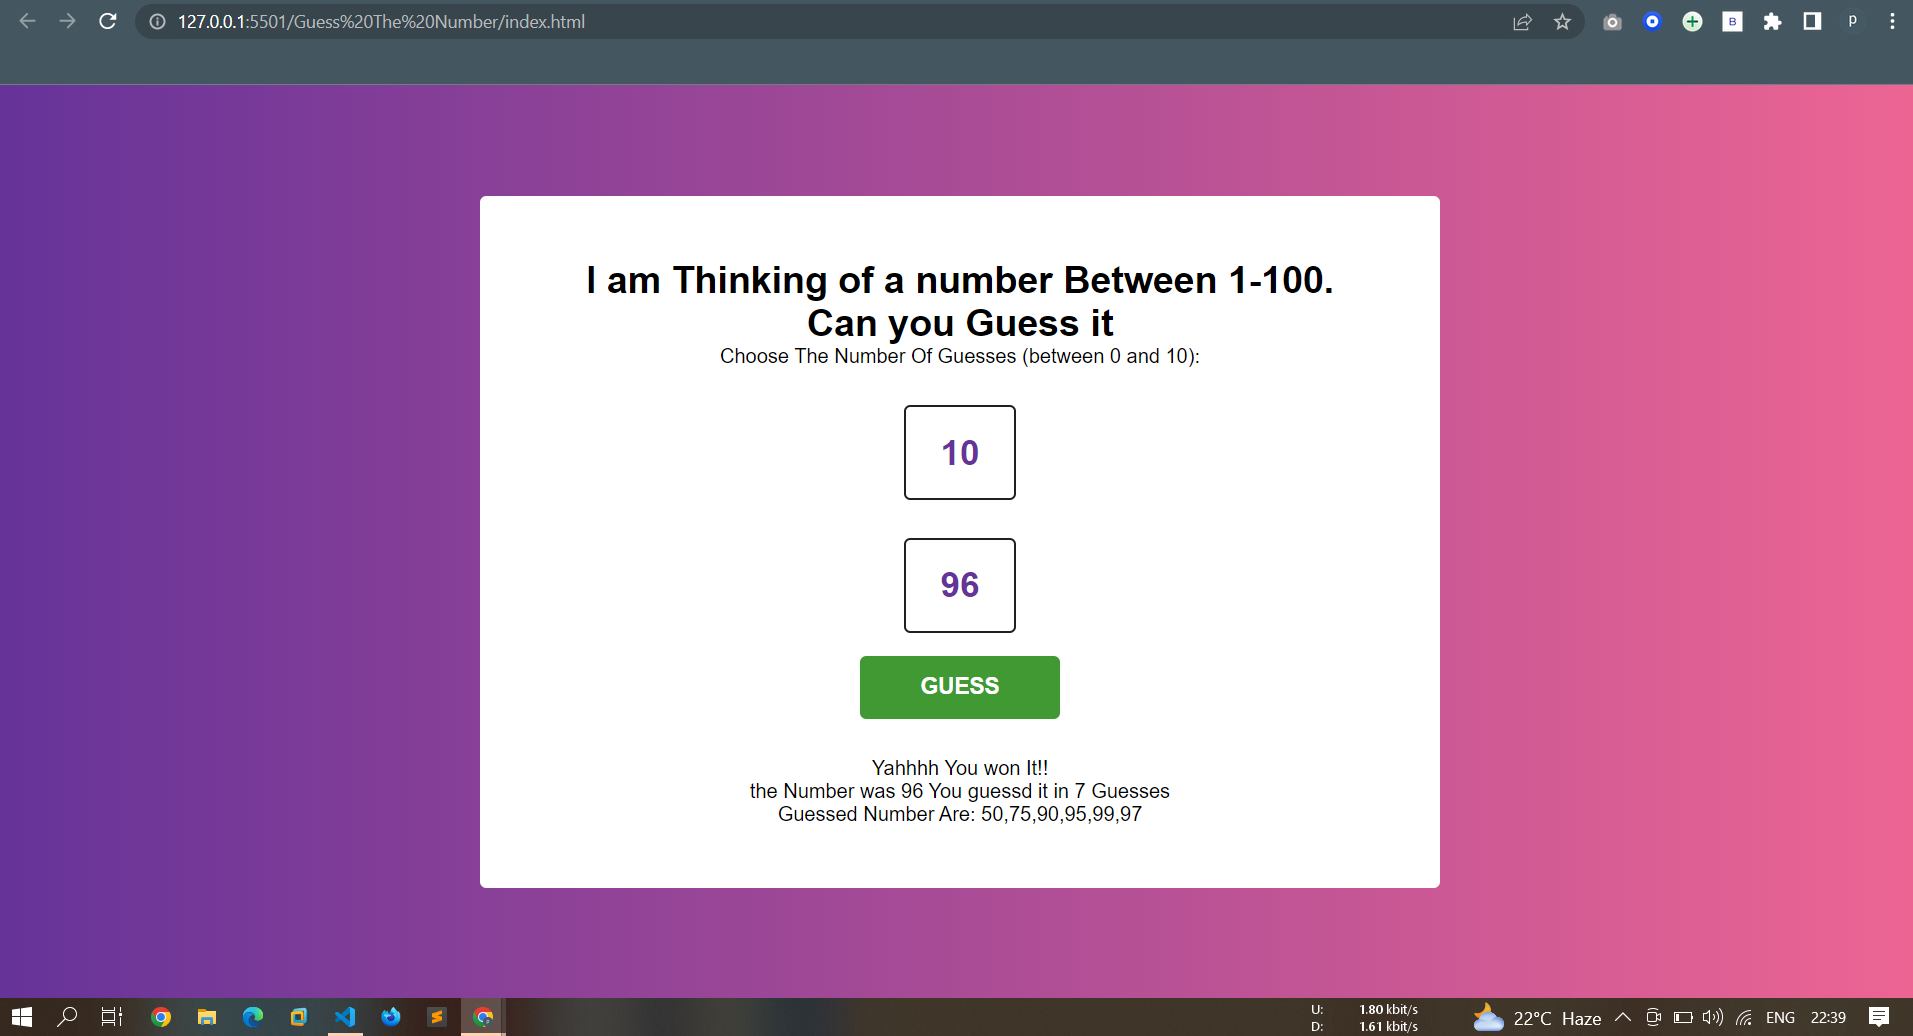 127.0.0.1:5501/Guess%20The%20Number/index.html
B
p
I am Thinking of a number Between 1-100.
Can you Guess it
Choose The Number Of Guesses (between 0 and 10):
10
96
GUESS
Yahhhh You won It!!
the Number was 96 You guessd it in 7 Guesses
Guessed Number Are: 50,75,90,95,99,97
U: 1.80 kbit/s
D: 1.61 kbit/s
22°C Haze
ENG
22:39